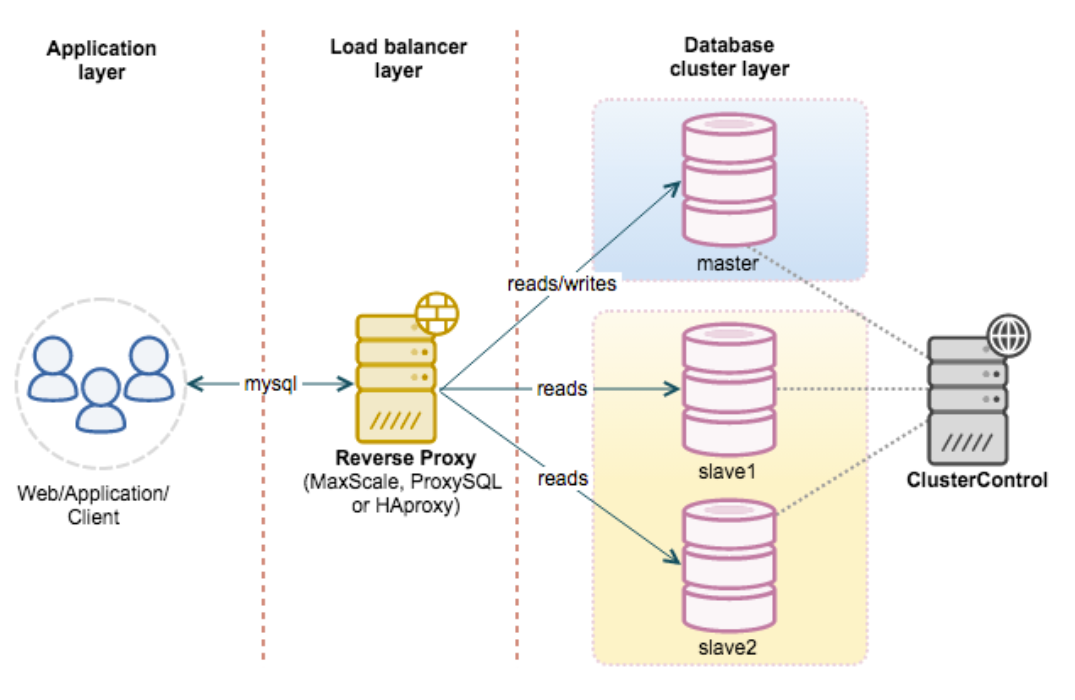 Application
layer
Load balancer
layer
Database
cluster layer
master
reads/writes
mysql
reads
slave1
reads
Reverse Proxy
(MaxScale, ProxySQL
or HAproxy)
Web/Application/
Client
ClusterControl
slave2